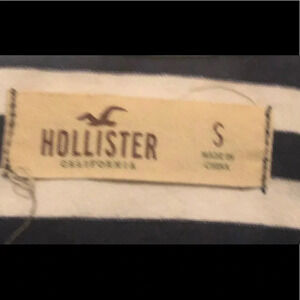 HOLLISTER
CALIFORNIA
S
MADE IN
CHINA